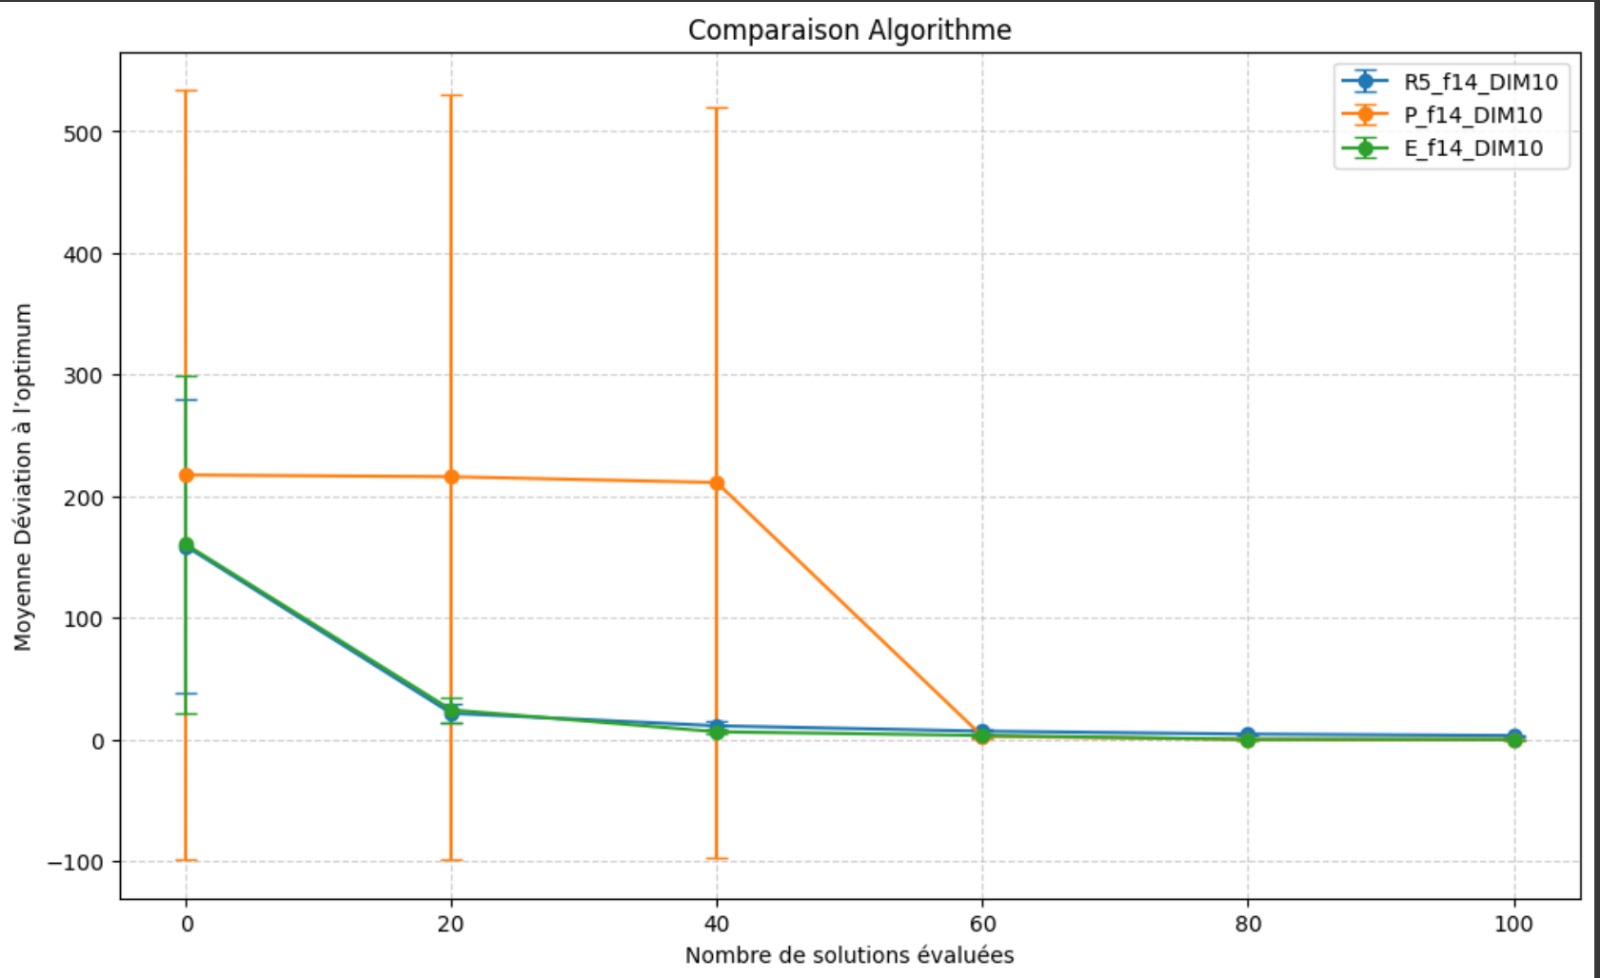 Comparaison Algorithme
R5_f14_DIM10
P_f14_DIM10
E_f14_DIM10
500
400
300
200
100
0
−100
Moyenne Déviation à l'optimum
0 20 40 60 80 100
Nombre de solutions évaluées